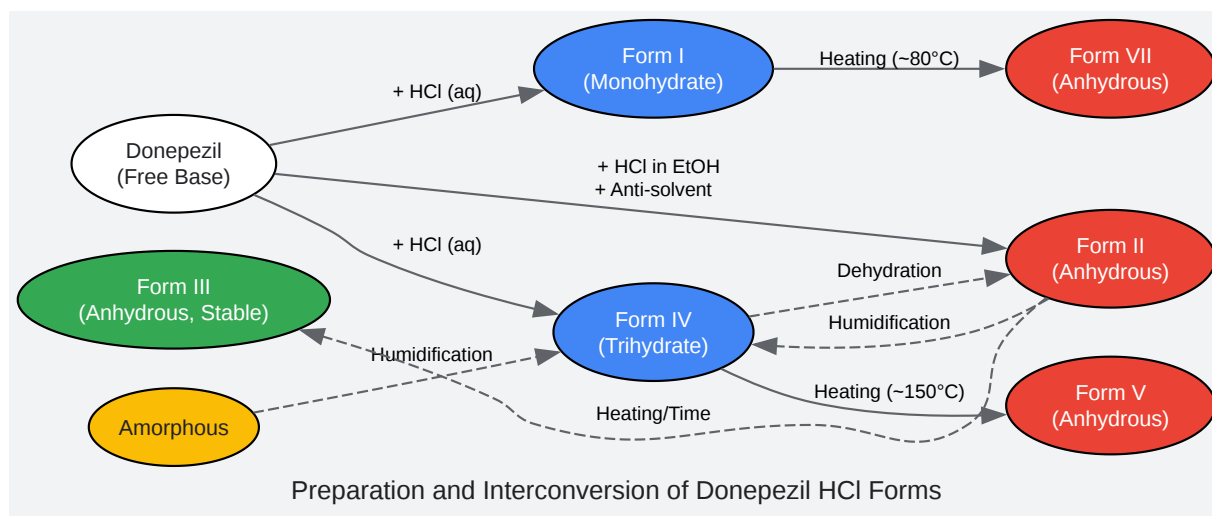 Form I
(Monohydrate)
Heating (~80°C)
Form VII
(Anhydrous)
+ HCl (aq)
Donepezil
(Free Base)
+ HCl in EtOH
+ Anti-solvent
+ HCl (aq)
Form II
(Anhydrous)
Form III
(Anhydrous, Stable)
Dehydration
Form IV
(Trihydrate)
Humidification
Humidification
Heating (~150°C)
Form V
(Anhydrous)
Amorphous
Heating/Time
Preparation and Interconversion of Donepezil HCl Forms